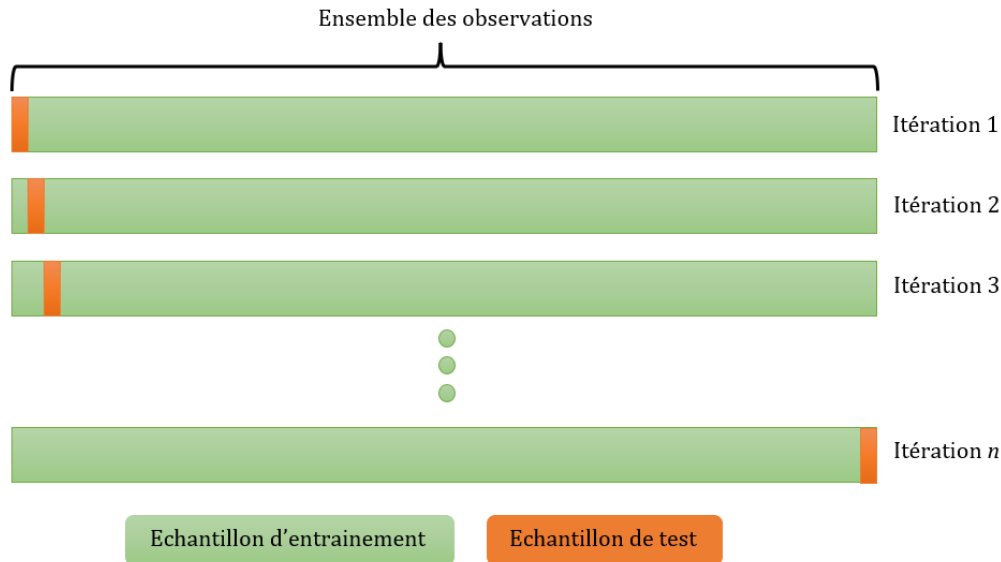 Ensemble des observations
Itération 1
Itération 2
Itération 3
Itération n
Echantillon d’entrainement
Echantillon de test